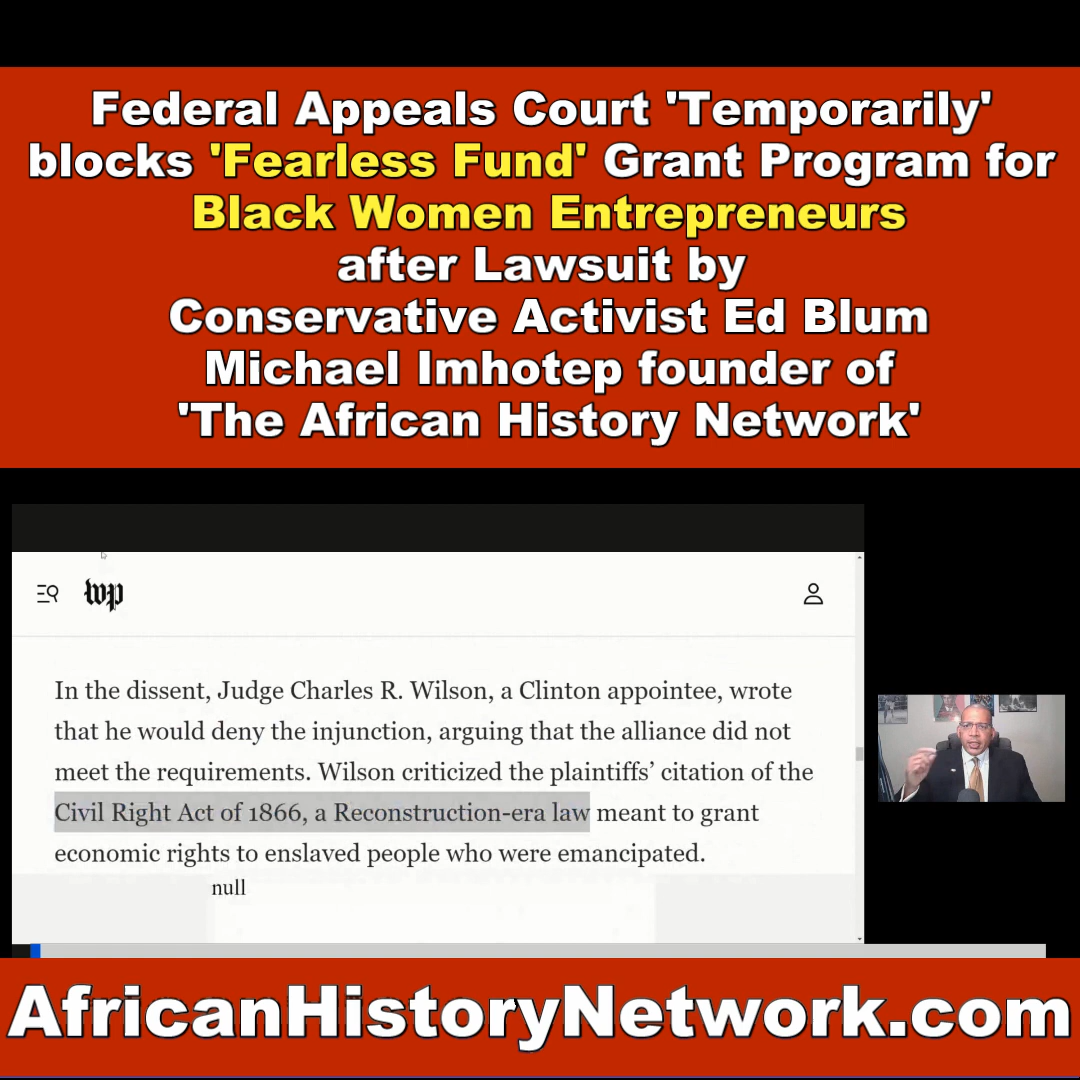 Federal Appeals Court 'Temporarily'
blocks 'Fearless Fund' Grant Program for
Black Women Entrepreneurs
after Lawsuit by
Conservative Activist Ed Blum
Michael Imhotep founder of
'The African History Network'
wp
In the dissent, Judge Charles R. Wilson, a Clinton appointee, wrote
that he would deny the injunction, arguing that the alliance did not
meet the requirements. Wilson criticized the plaintiffs’ citation of the
Civil Right Act of 1866, a Reconstruction-era law meant to grant
economic rights to enslaved people who were emancipated.
null
AfricanHistoryNetwork.com